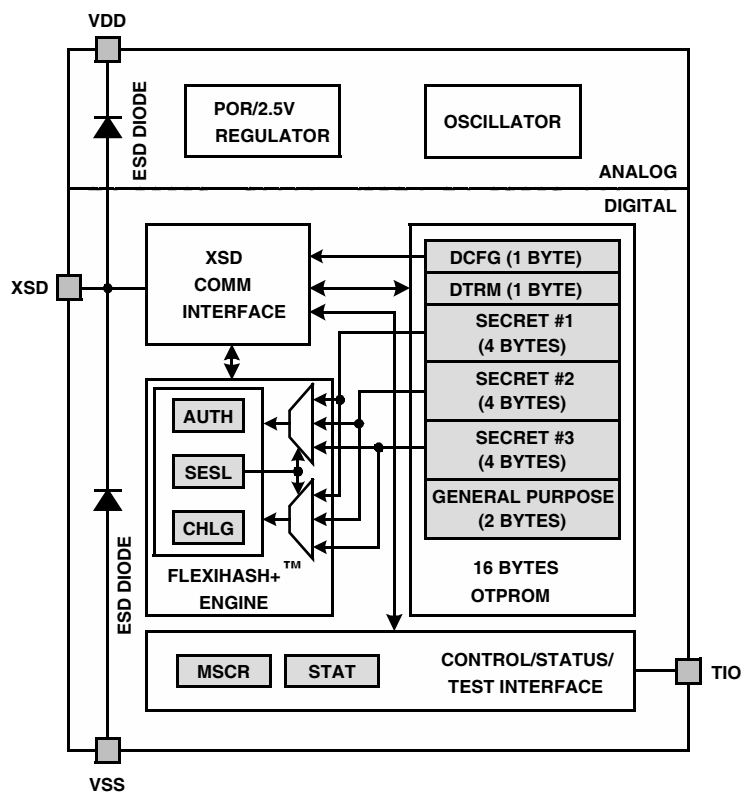 VDD
ESD DIODE
POR/2.5V
REGULATOR
OSCILLATOR
ANALOG
DIGITAL
XSD
XSD
COMM
INTERFACE
DCFG (1 BYTE)
DTRM (1 BYTE)
SECRET #1
(4 BYTES)
SECRET #2
(4 BYTES)
SECRET #3
(4 BYTES)
GENERAL PURPOSE
(2 BYTES)
16 BYTES
OTPROM
AUTH
SESL
CHLG
FLEXIHASH+™
ENGINE
ESD DIODE
MSCR
STAT
CONTROL/STATUS/
TEST INTERFACE
TIO
VSS